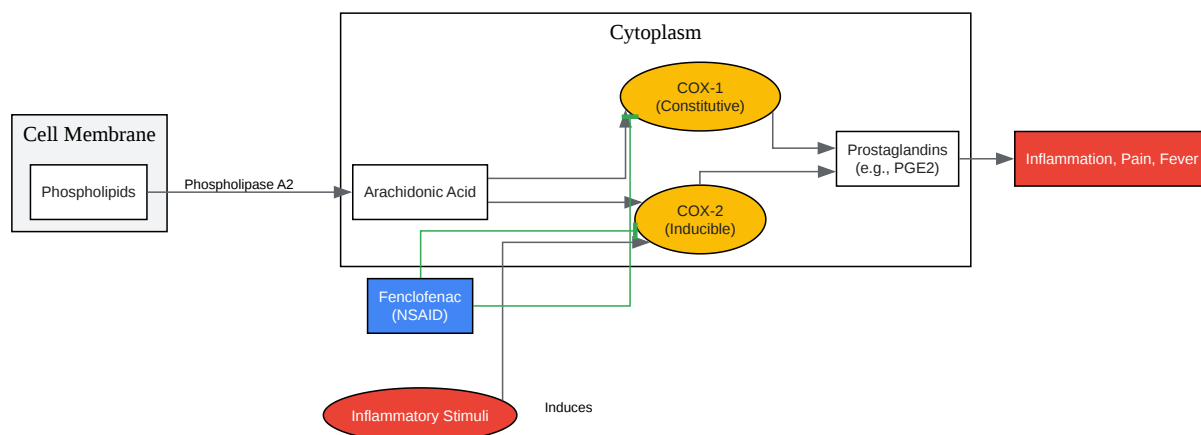 Cytoplasm
COX-1
(Constitutive)
Cell Membrane
Phospholipids
Phospholipase A2
Arachidonic Acid
Prostaglandins
(e.g., PGE2)
Inflammation, Pain, Fever
COX-2
(Inducible)
Fenclofenac
(NSAID)
Inflammatory Stimuli
Induces